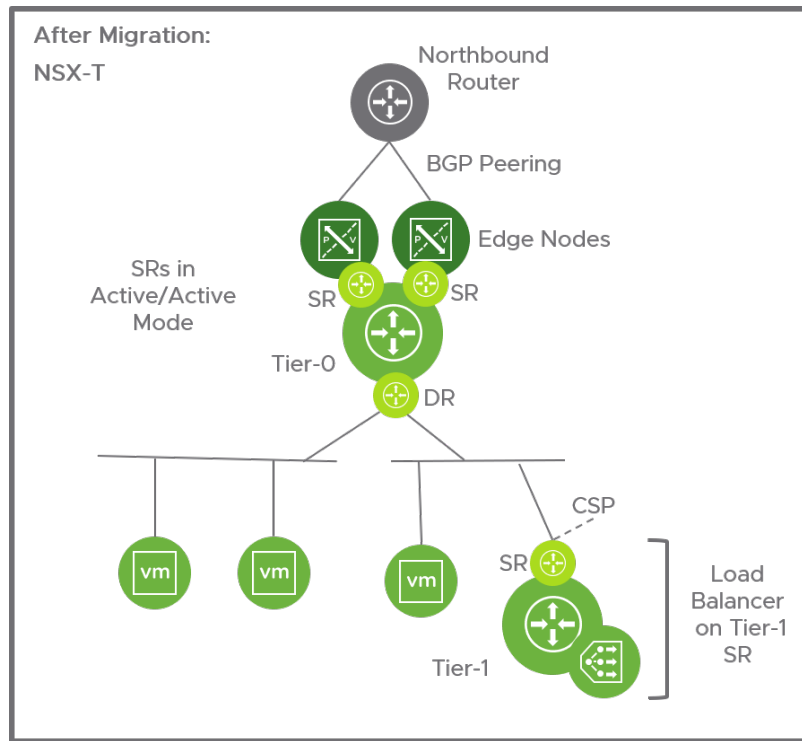 After Migration:
NSX-T
Northbound
Router
BGP Peering
P V
P V
Edge Nodes
SRs in
Active/Active
Mode
SR
SR
Tier-0
DR
CSP
vm
vm
vm
SR
Load
Balancer
on Tier-1
SR
Tier-1